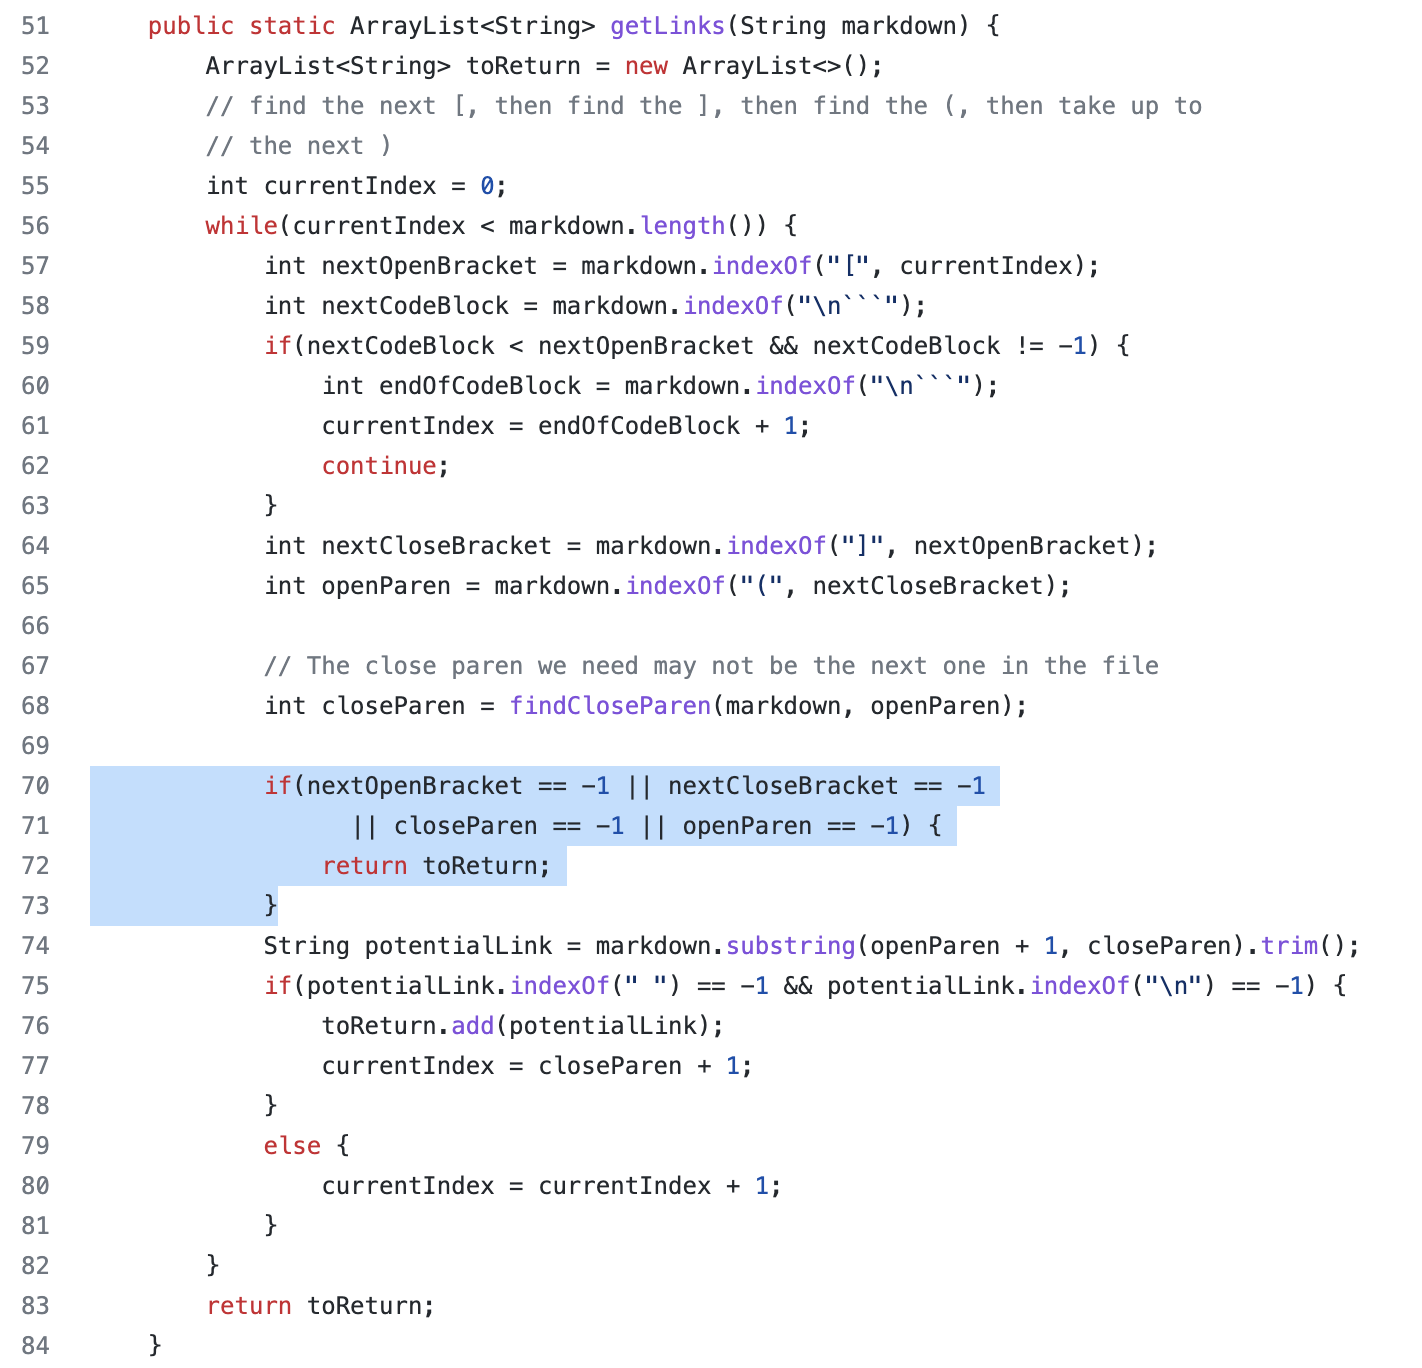 51 public static ArrayList<String> getLinks(String markdown) {
52 ArrayList<String> toReturn = new ArrayList<>();
53 // find the next [, then find the ], then find the (, then take up to
54 // the next )
55 int currentIndex = 0;
56 while(currentIndex < markdown.length()) {
57 int nextOpenBracket = markdown.indexOf("[", currentIndex);
58 int nextCodeBlock = markdown.indexOf("\n```");
59 if(nextCodeBlock < nextOpenBracket && nextCodeBlock != -1) {
60 int endOfCodeBlock = markdown.indexOf("\n```");
61 currentIndex = endOfCodeBlock + 1;
62 continue;
63 }
64 int nextCloseBracket = markdown.indexOf("]", nextOpenBracket);
65 int openParen = markdown.indexOf("(", nextCloseBracket);
66
67 // The close paren we need may not be the next one in the file
68 int closeParen = findCloseParen(markdown, openParen);
69
70 if(nextOpenBracket == -1 || nextCloseBracket == -1
71 || closeParen == -1 || openParen == -1) {
72 return toReturn;
73 }
74 String potentialLink = markdown.substring(openParen + 1, closeParen).trim();
75 if(potentialLink.indexOf(" ") == -1 && potentialLink.indexOf("\n") == -1) {
76 toReturn.add(potentialLink);
77 currentIndex = closeParen + 1;
78 }
79 else {
80 currentIndex = currentIndex + 1;
81 }
82 }
83 return toReturn;
84 }